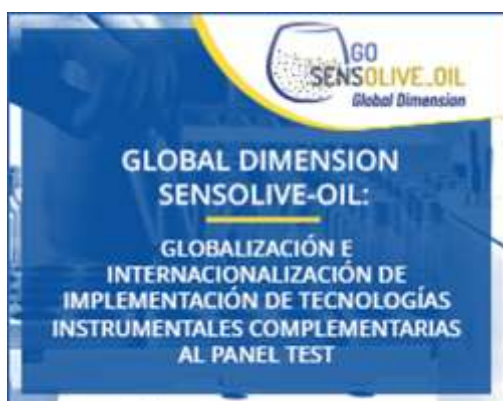 GO
SENSOLIVE_OIL
Global Dimension
GLOBAL DIMENSION
SENSOLIVE-OIL:
GLOBALIZACIÓN E
INTERNACIONALIZACIÓN DE
IMPLEMENTACIÓN DE TECNOLOGÍAS
INSTRUMENTALES COMPLEMENTARIAS
AL PANEL TEST